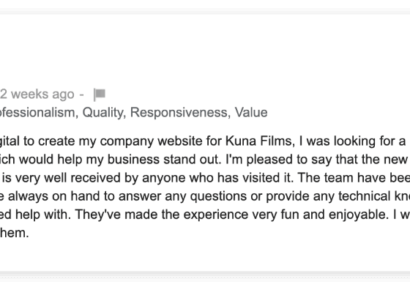 2 weeks ago -
ofessionalism, Quality, Responsiveness, Value
gital to create my company website for Kuna Films, I was looking for a
ich would help my business stand out. I'm pleased to say that the new
is very well received by anyone who has visited it. The team have bee
e always on hand to answer any questions or provide any technical kn
ed help with. They've made the experience very fun and enjoyable. I w
hem.